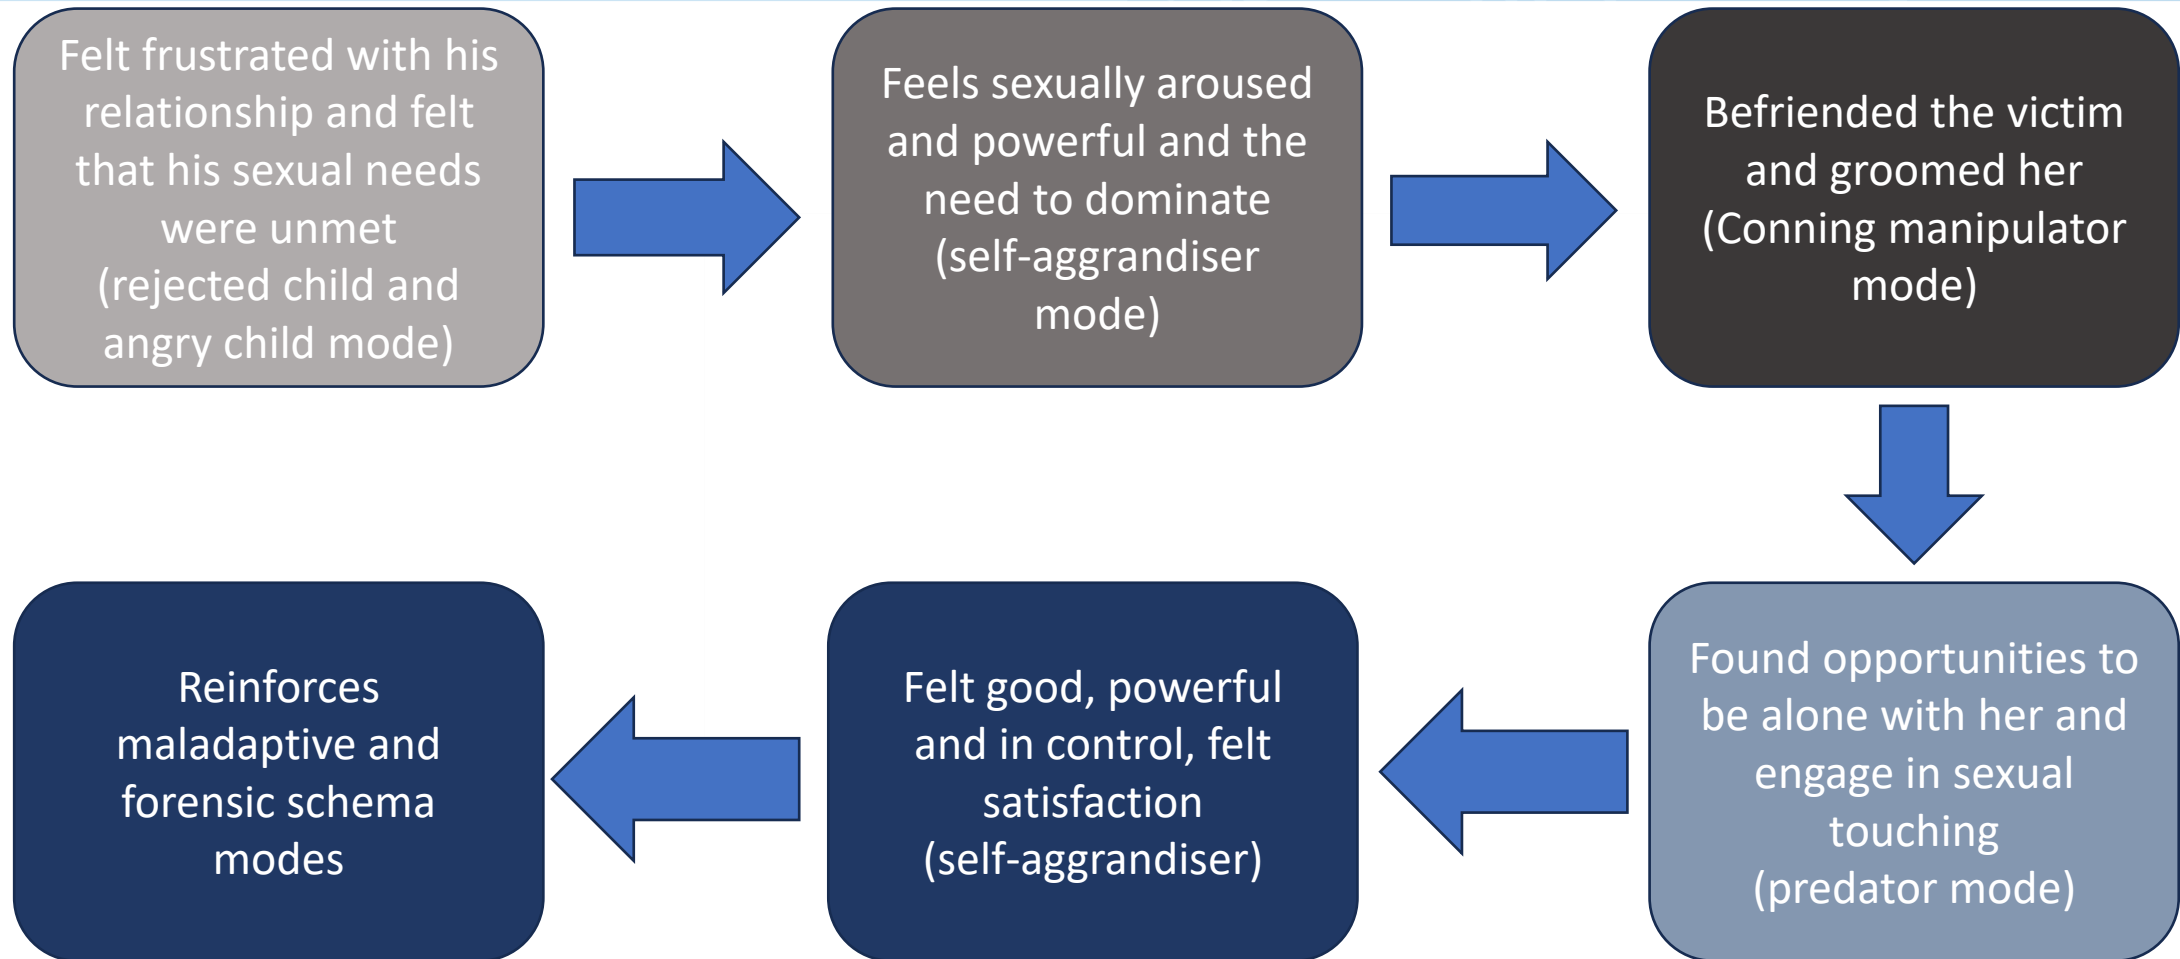 Felt frustrated with his
relationship and felt
that his sexual needs
were unmet
(rejected child and
angry child mode)
Feels sexually aroused
and powerful and the
need to dominate
(self-aggrandiser
mode)
Befriended the victim
and groomed her
(Conning manipulator
mode)
Found opportunities to
be alone with her and
engage in sexual
touching
(predator mode)
Felt good, powerful
and in control, felt
satisfaction
(self-aggrandiser)
Reinforces
maladaptive and
forensic schema
modes